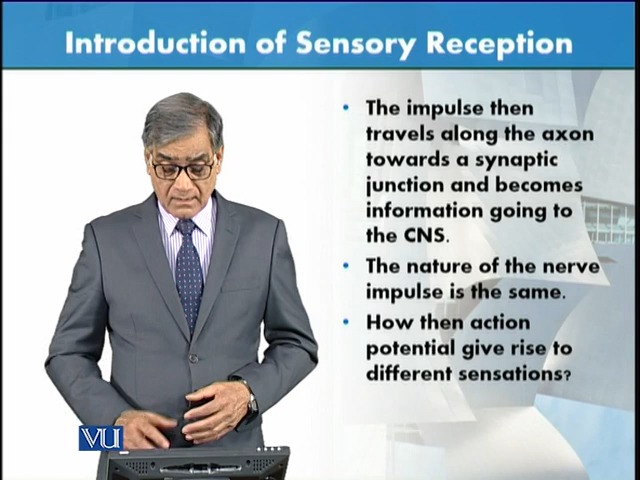 Introduction of Sensory Reception
• The impulse then
travels along the axon
towards a synaptic
junction and becomes
information going to
the CNS.
• The nature of the nerve
impulse is the same.
• How then action
potential give rise to
different sensations?
VU